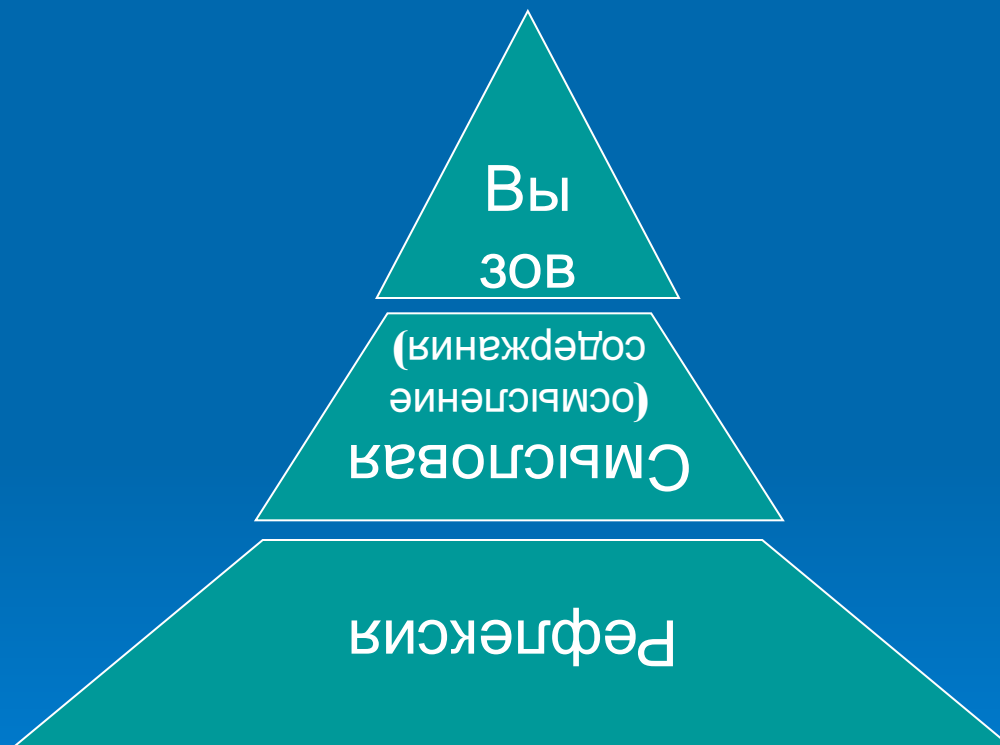 Вы
зов
Смысловая
(осмысление
содержания)
Рефлексия